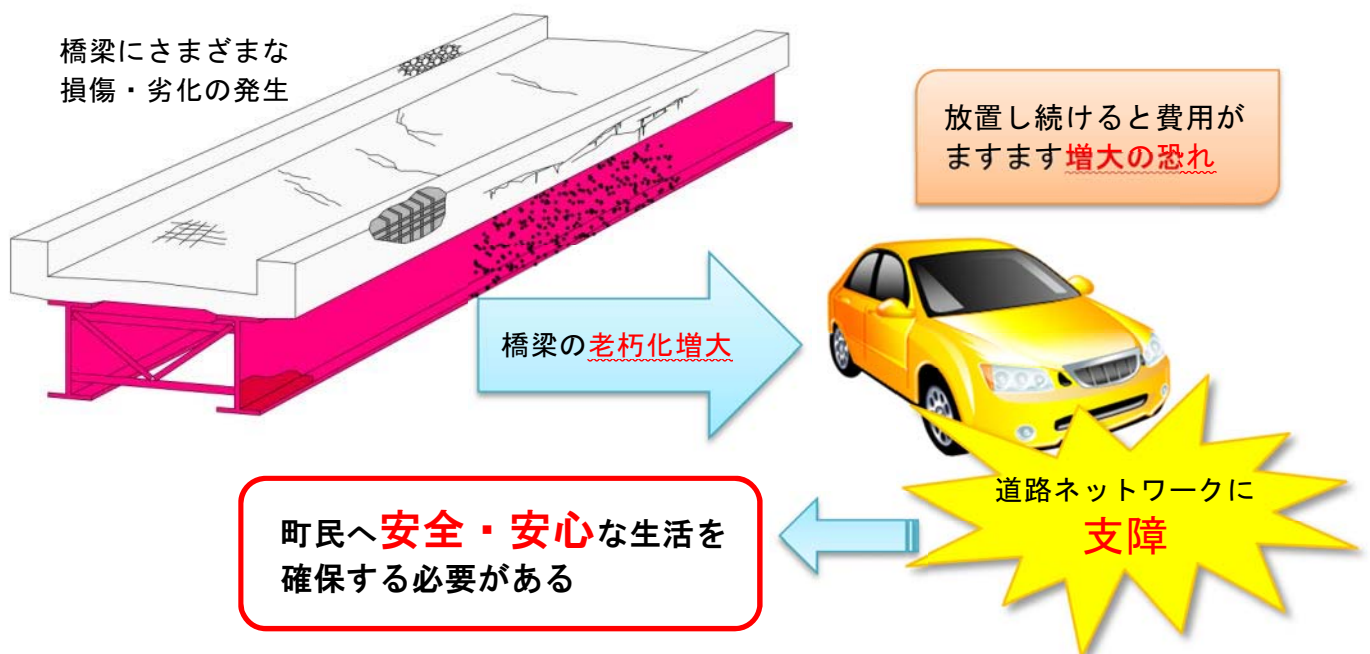 橋梁にさまざまな
損傷・劣化の発生
放置し続けると費用が
ますます増大の恐れ
橋梁の老朽化増大
道路ネットワークに
支障
町民へ安全・安心な生活を
確保する必要がある